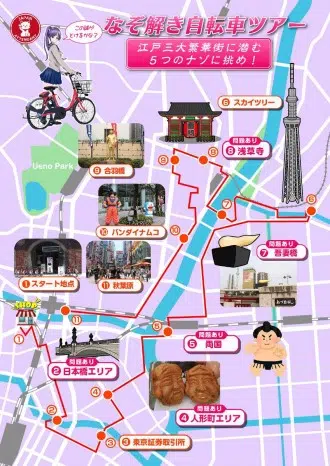 この謎が
とけるかな？
なぞ解き自転車ツアー
江戸三大繁華街に潜む
５つのナゾに挑め！
⑥ スカイツリー
問題あり
⑧ 浅草寺
Ueno Park
⑨
⑧
⑨ 合羽橋
⑥
⑦
問題あり
⑦ 吾妻橋
⑩ バンダイナムコ
⑩
① スタート地点
⑪ 秋葉原
⑪
①
⑤
問題あり
⑤ 両国
問題あり
② 日本橋エリア
④
問題あり
④ 人形町エリア
②
③
③ 東京証券取引所